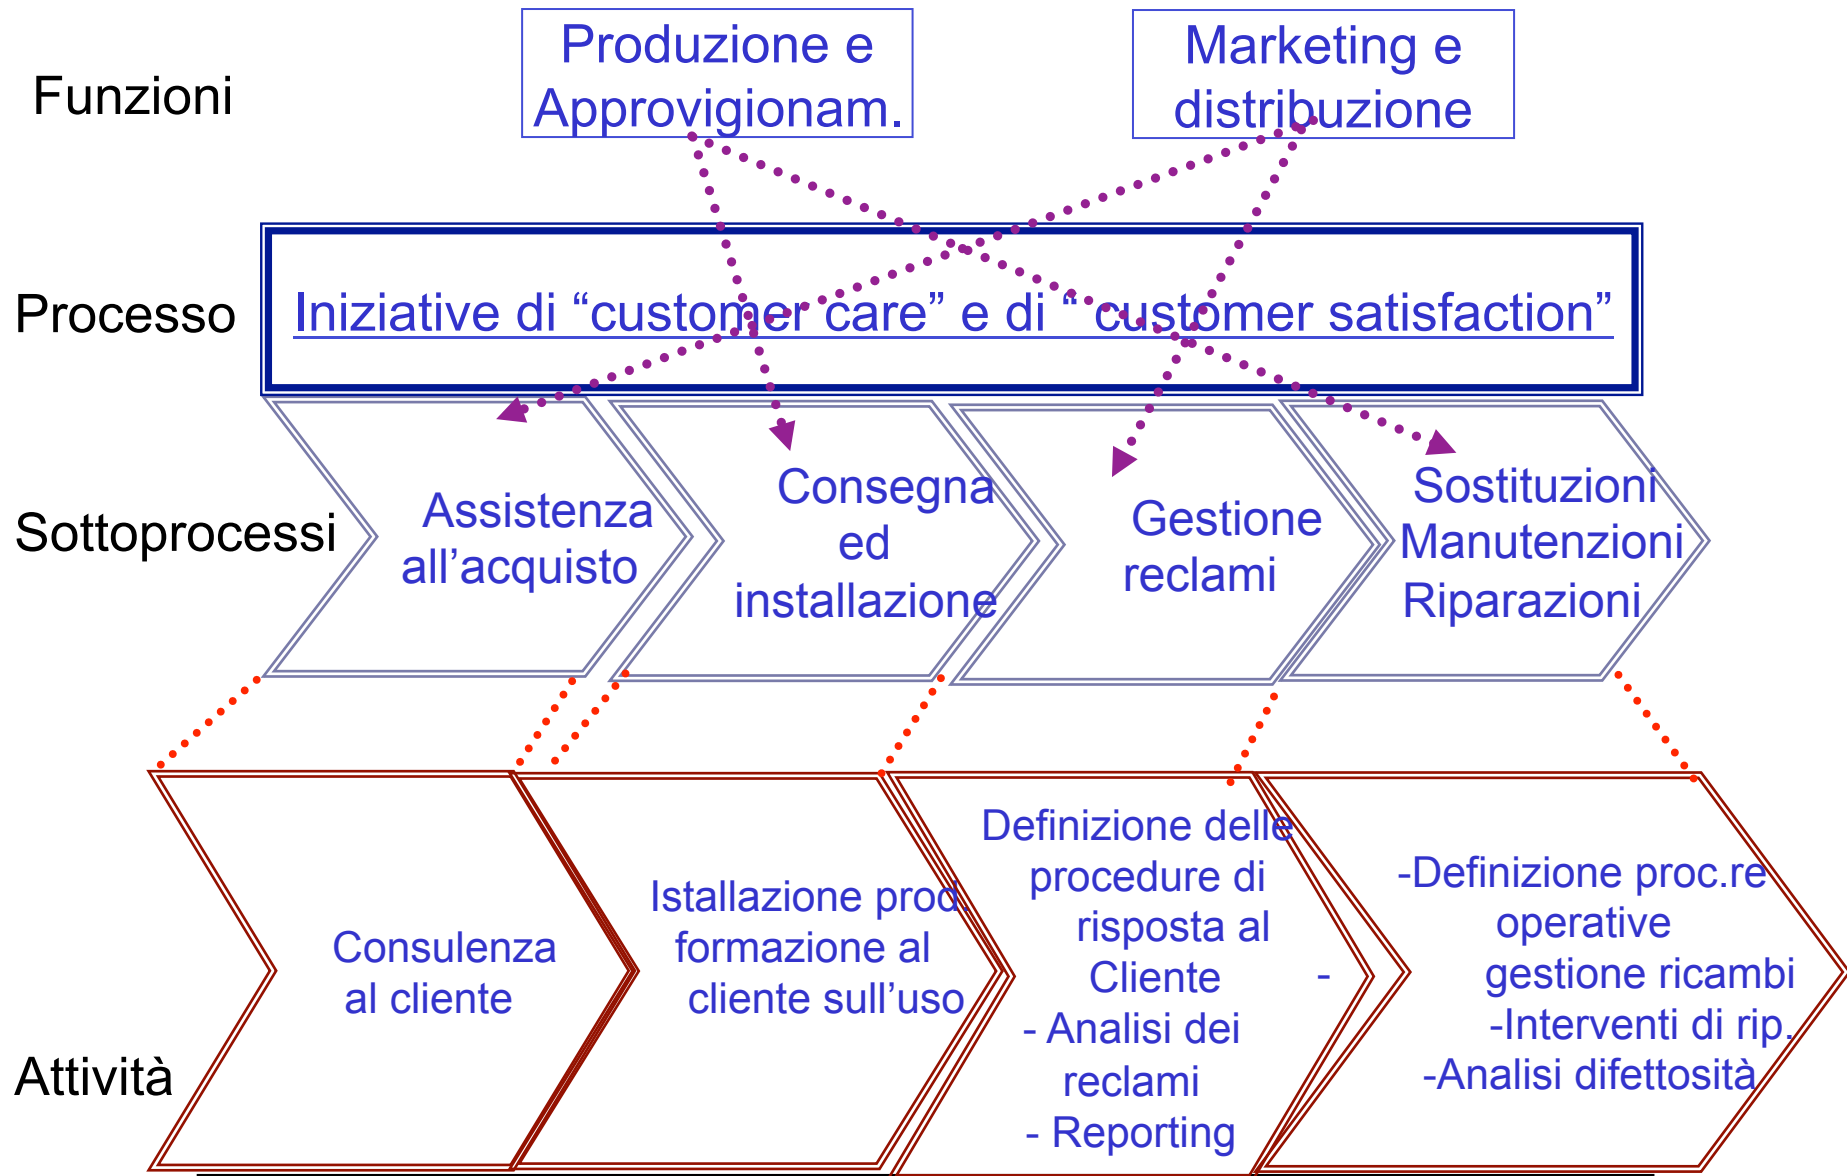 Funzioni
Produzione e
Approvigionam.
Marketing e
distribuzione
Processo
Iniziative di “customer care” e di “ customer satisfaction”
Sottoprocessi
Assistenza
all’acquisto
Consegna
ed
installazione
Gestione
reclami
Sostituzioni
Manutenzioni
Riparazioni
Attività
Consulenza
al cliente
Istallazione prod.
formazione al
cliente sull’uso
Definizione delle
procedure di
risposta al
Cliente -
- Analisi dei
reclami
- Reporting
-Definizione proc.re
operative
gestione ricambi
-Interventi di rip.
-Analisi difettosità